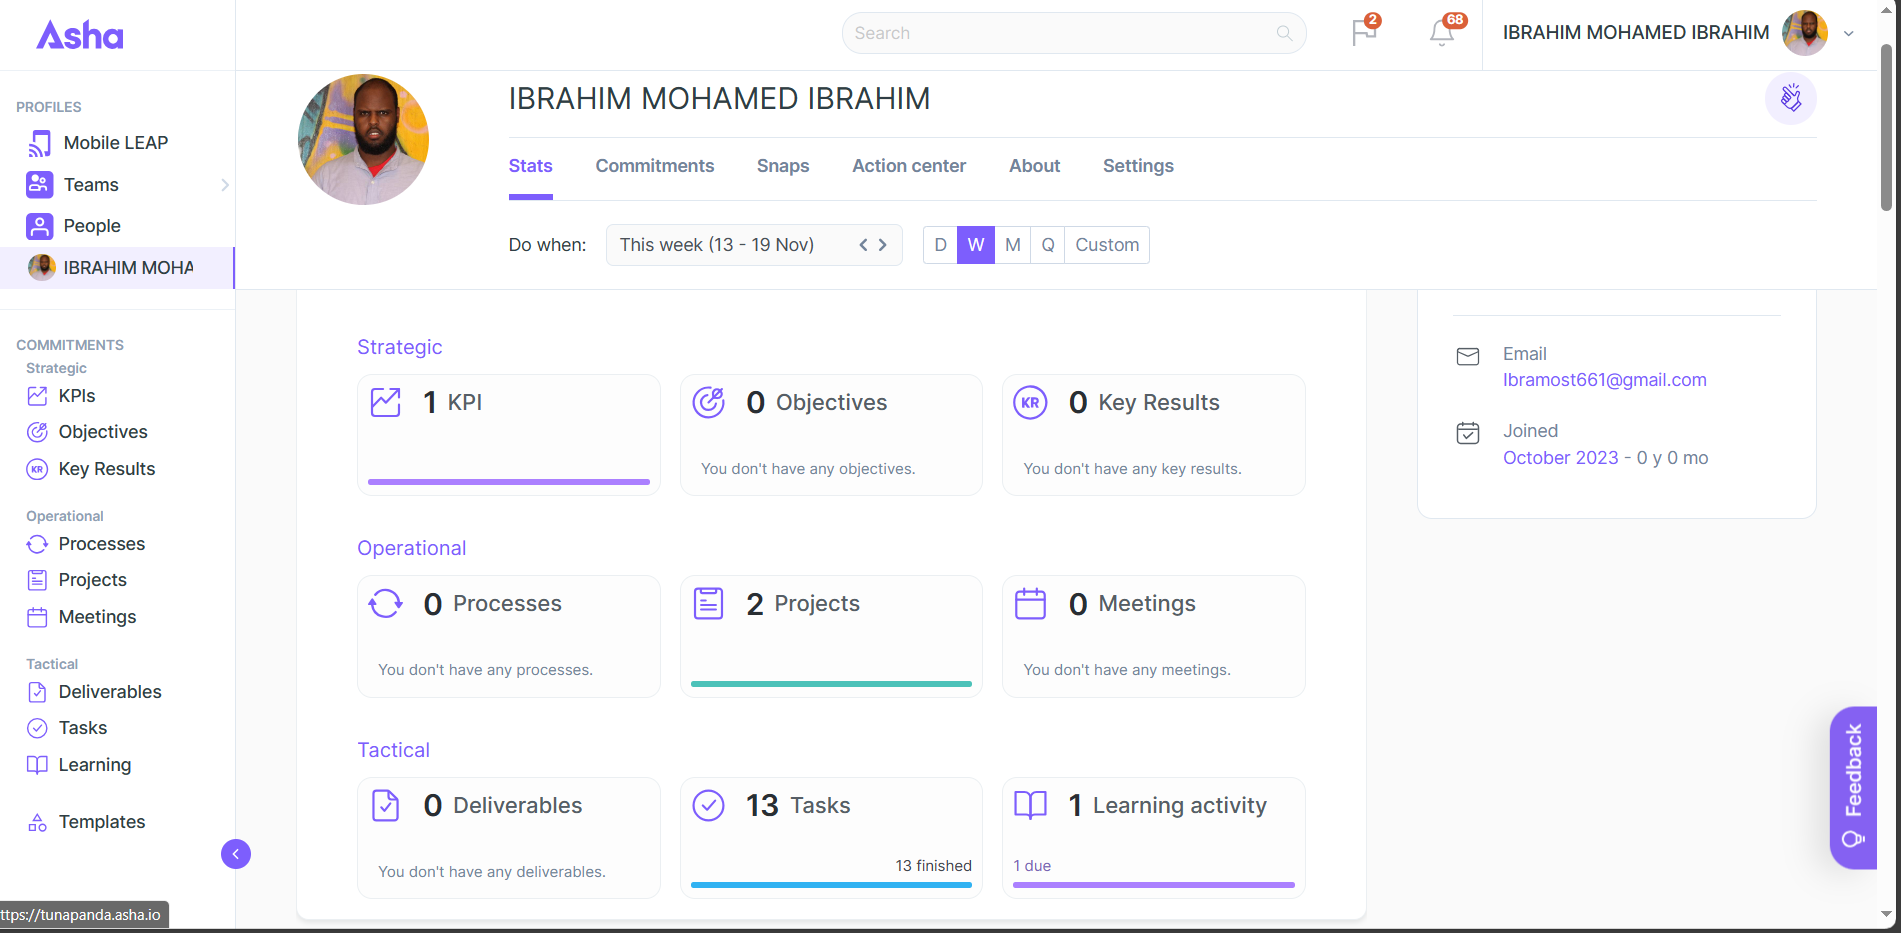 Asha
Search
2
68
IBRAHIM MOHAMED IBRAHIM
PROFILES
Mobile LEAP
Teams
People
IBRAHIM MOHA
COMMITMENTS
Strategic
KPIs
Objectives
KR Key Results
Operational
Processes
Projects
Meetings
Tactical
Deliverables
Tasks
Learning
Templates
ttps://tunapanda.asha.io
IBRAHIM MOHAMED IBRAHIM
Stats Commitments Snaps Action center About Settings
Do when: This week (13 - 19 Nov) D W M Q Custom
Strategic
1 KPI
0 Objectives
You don't have any objectives.
KR 0 Key Results
You don't have any key results.
Operational
0 Processes
You don't have any processes.
2 Projects
0 Meetings
You don't have any meetings.
Tactical
0 Deliverables
You don't have any deliverables.
13 Tasks
13 finished
1 Learning activity
1 due
Email
Ibramost661@gmail.com
Joined
October 2023 - 0 y 0 mo
Feedback